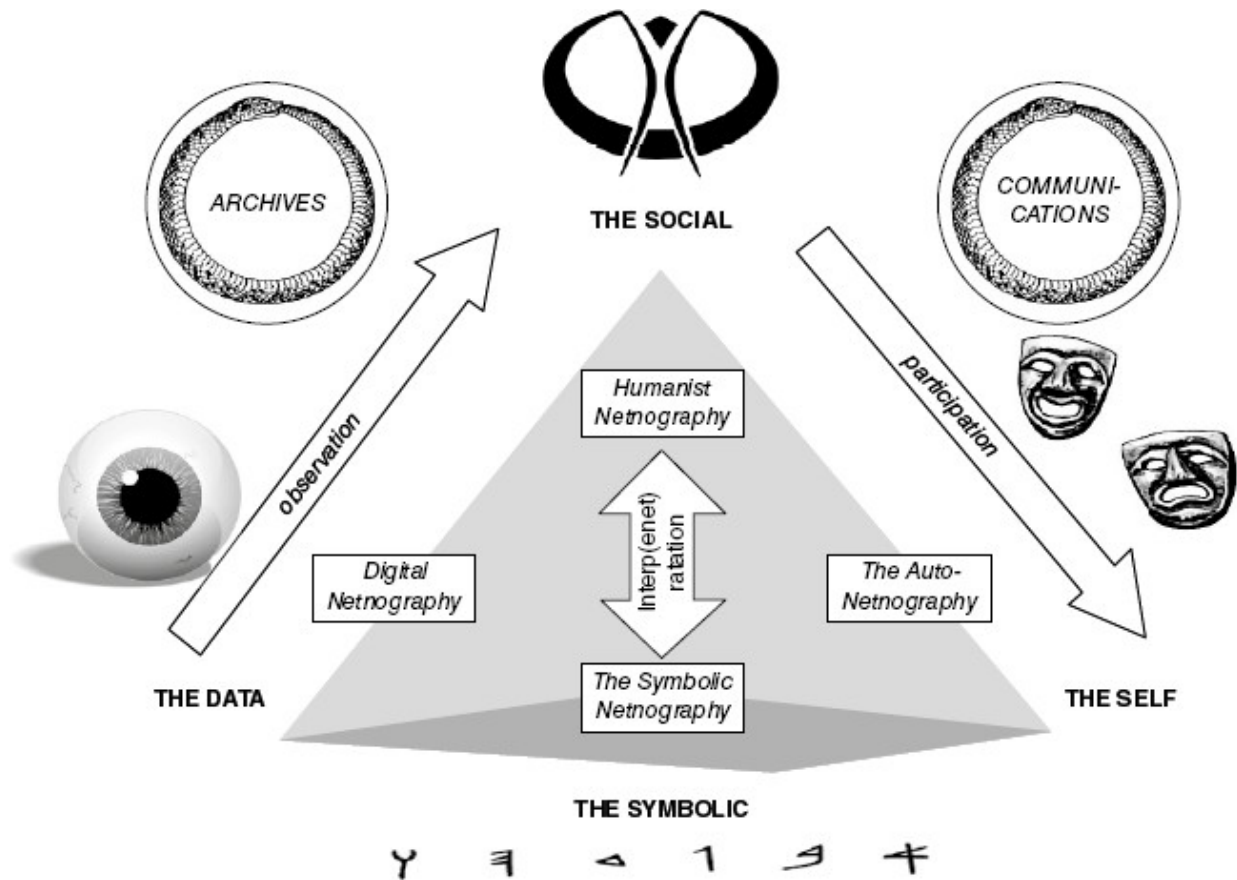 THE SOCIAL
ARCHIVES
COMMUNI-
CATIONS
observation
participation
Humanist
Netnography
Interp(enet)
ratation
Digital
Netnography
The Auto-
Netnography
The Symbolic
Netnography
THE DATA
THE SELF
THE SYMBOLIC
𐤀 𐤁 𐤂 𐤃 𐤄 𐤅